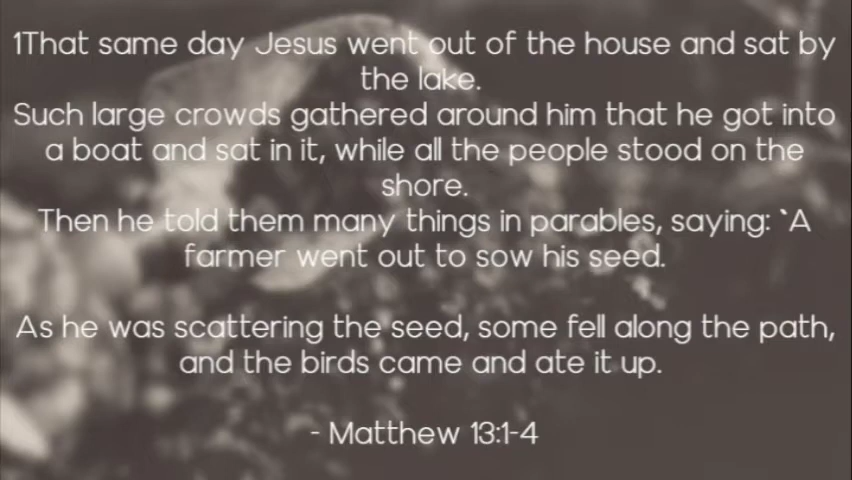 1That same day Jesus went out of the house and sat by
the lake.
Such large crowds gathered around him that he got into
a boat and sat in it, while all the people stood on the
shore.
Then he told them many things in parables, saying: `A
farmer went out to sow his seed.
As he was scattering the seed, some fell along the path,
and the birds came and ate it up.
- Matthew 13:1-4